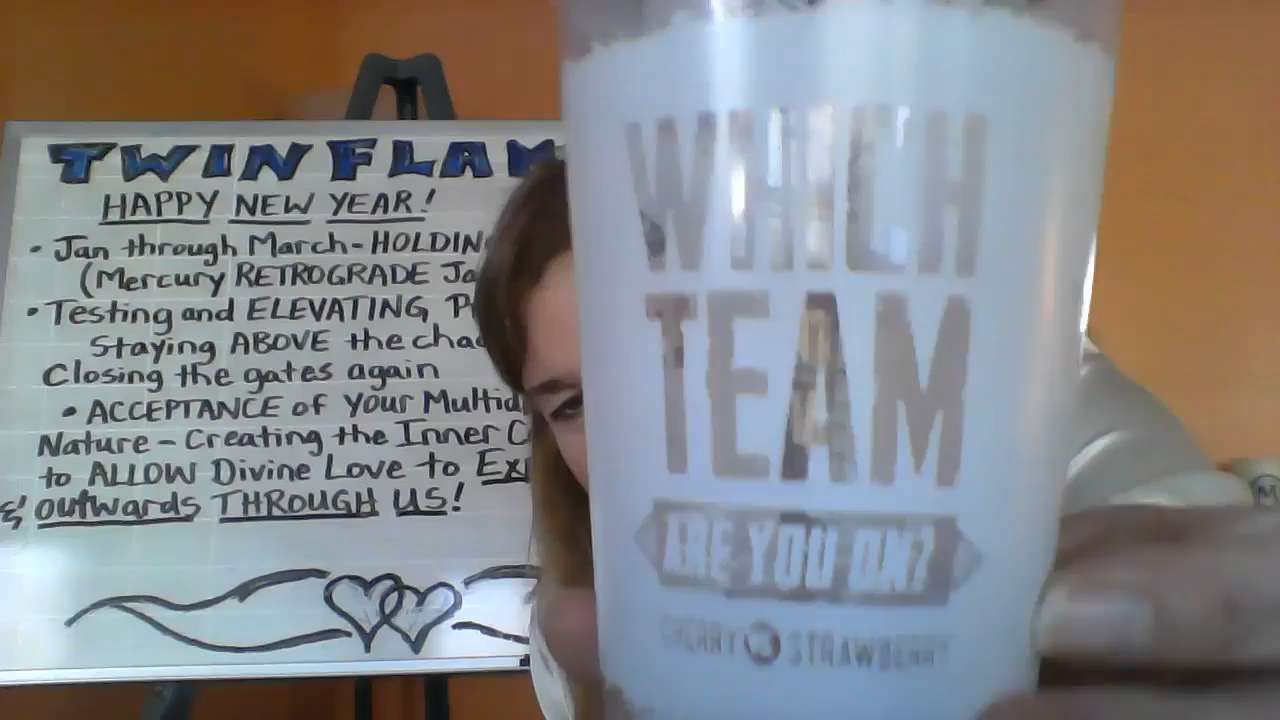 TWIN FLAM
HAPPY NEW YEAR!
• Jan through March - HOLDING
(Mercury RETROGRADE Ja
• Testing and ELEVATING P
Staying ABOVE the cha
Closing the gates again
• ACCEPTANCE of Your Multid
Nature - Creating the Inner C
to ALLOW Divine Love to Exp
& outwards THROUGH US!
WHICH
TEAM
ARE YOU ON?
CHERRY VS STRAWBERRY
M